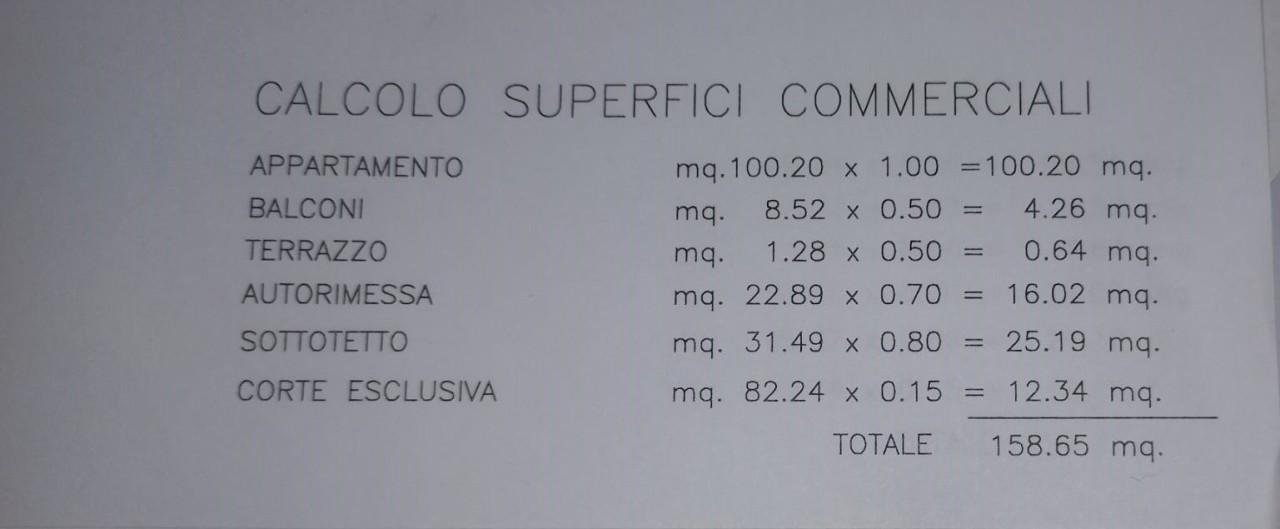 CALCOLO SUPERFICI COMMERCIALI
APPARTAMENTO mq.100.20 x 1.00 =100.20 mq.
BALCONI mq. 8.52 x 0.50 = 4.26 mq.
TERRAZZO mq. 1.28 x 0.50 = 0.64 mq.
AUTORIMESSA mq. 22.89 x 0.70 = 16.02 mq.
SOTTOTETTO mq. 31.49 x 0.80 = 25.19 mq.
CORTE ESCLUSIVA mq. 82.24 x 0.15 = 12.34 mq.
TOTALE 158.65 mq.